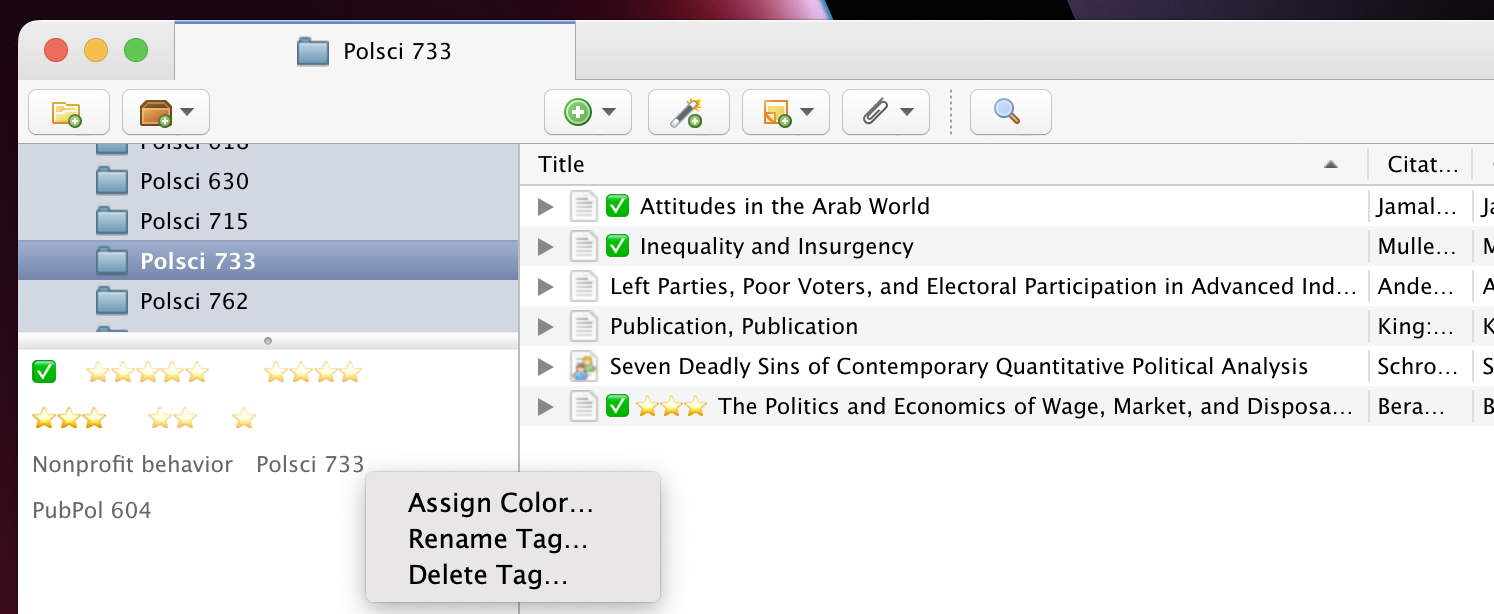 Polsci 733
Polsci 618
Polsci 630
Polsci 715
Polsci 733
Polsci 762
✅ ⭐⭐⭐⭐⭐ ⭐⭐⭐⭐
⭐⭐⭐ ⭐⭐ ⭐
Nonprofit behavior Polsci 733
PubPol 604
Assign Color...
Rename Tag...
Delete Tag...
Title Citat...
✅ Attitudes in the Arab World Jamal...
✅ Inequality and Insurgency Mulle...
Left Parties, Poor Voters, and Electoral Participation in Advanced Ind... Ande...
Publication, Publication King:...
Seven Deadly Sins of Contemporary Quantitative Political Analysis Schro...
✅ ⭐⭐⭐ The Politics and Economics of Wage, Market, and Disposa... Bera...